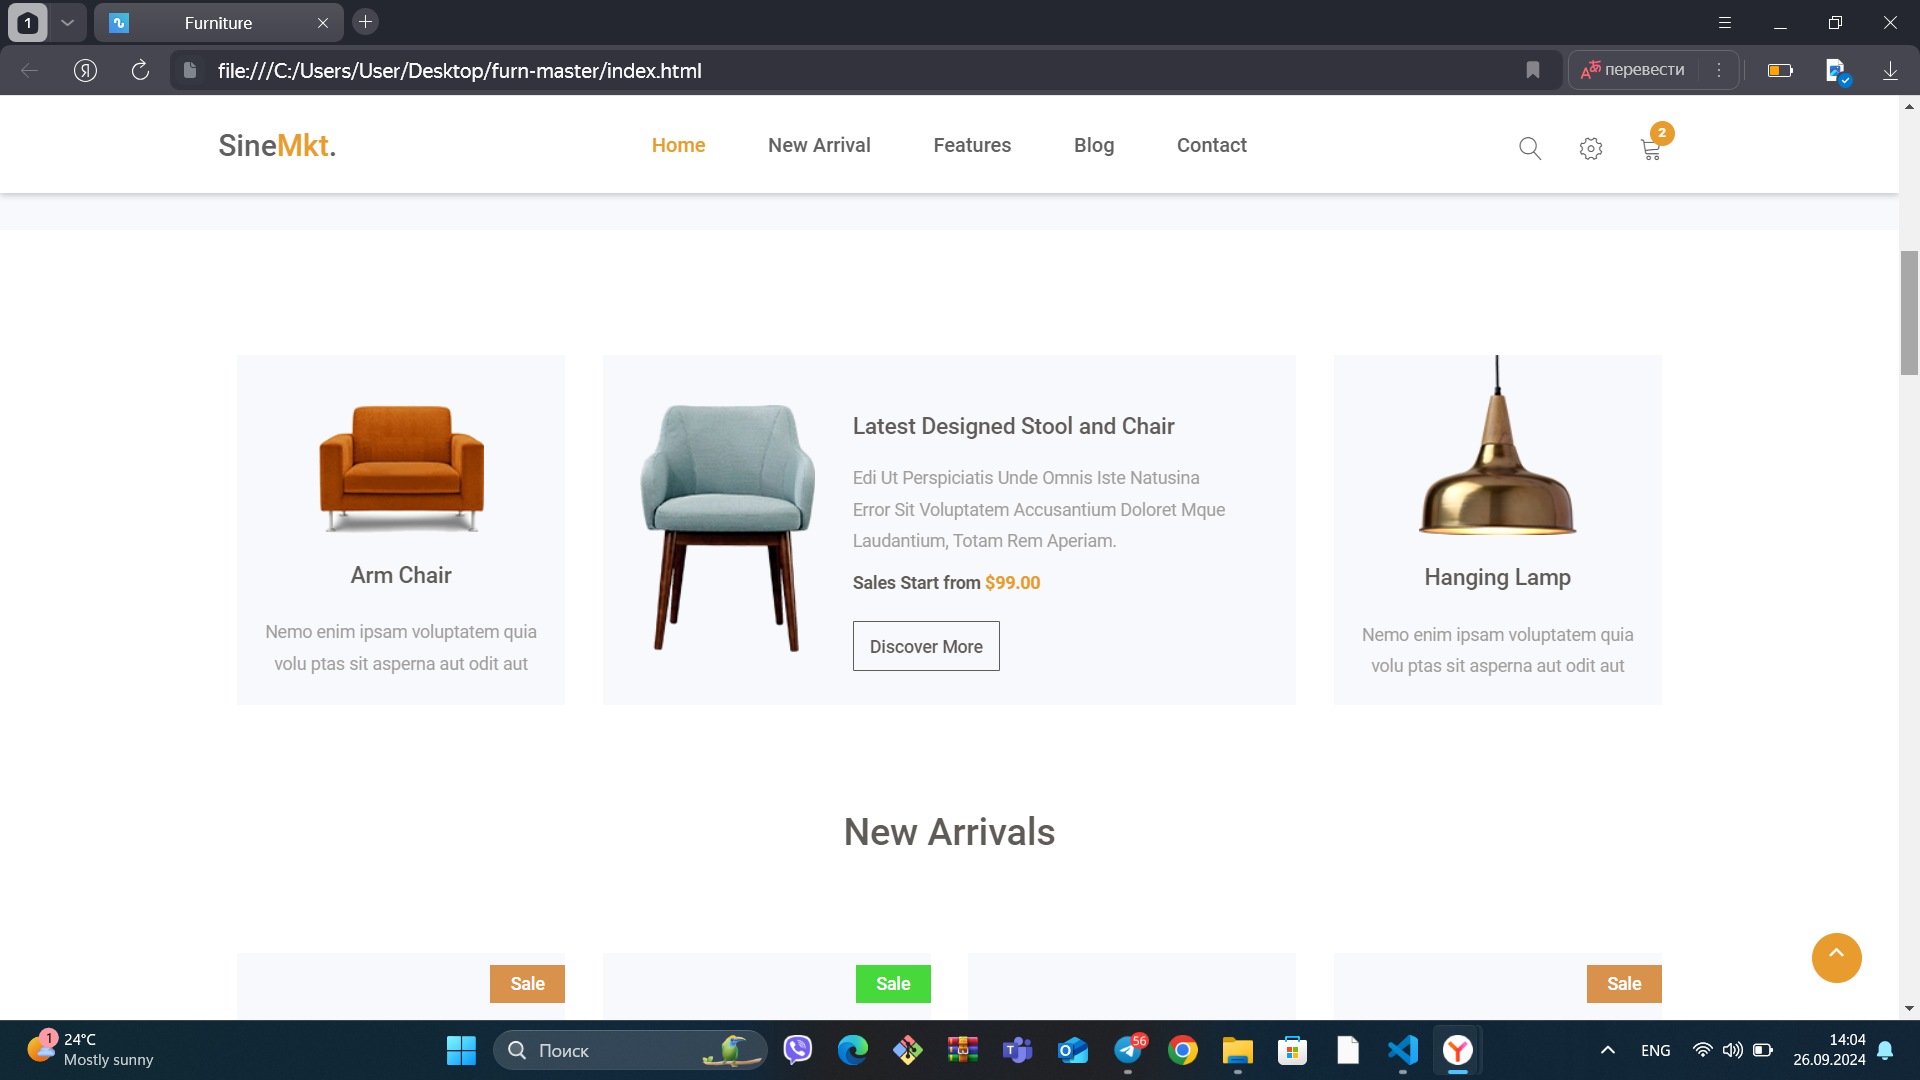 1
Furniture
Я
file:///C:/Users/User/Desktop/furn-master/index.html
перевести
SineMkt.
Home
New Arrival
Features
Blog
Contact
2
Arm Chair
Nemo enim ipsam voluptatem quia
volu ptas sit asperna aut odit aut
Latest Designed Stool and Chair
Edi Ut Perspiciatis Unde Omnis Iste Natusina
Error Sit Voluptatem Accusantium Doloret Mque
Laudantium, Totam Rem Aperiam.
Sales Start from $99.00
Discover More
Hanging Lamp
Nemo enim ipsam voluptatem quia
volu ptas sit asperna aut odit aut
New Arrivals
Sale
Sale
Sale
1
24°C
Mostly sunny
Поиск
56
ENG
14:04
26.09.2024